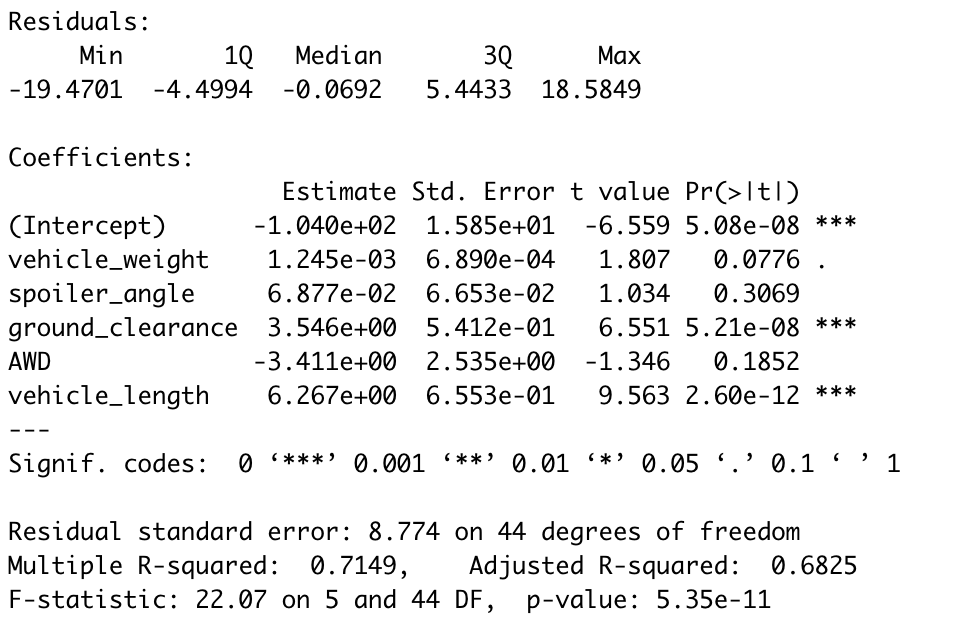 Residuals:
     Min       1Q   Median       3Q      Max
-19.4701  -4.4994  -0.0692   5.4433  18.5849

Coefficients:
                   Estimate Std. Error t value Pr(>|t|)
(Intercept)      -1.040e+02  1.585e+01  -6.559 5.08e-08 ***
vehicle_weight    1.245e-03  6.890e-04   1.807   0.0776 .
spoiler_angle     6.877e-02  6.653e-02   1.034   0.3069
ground_clearance  3.546e+00  5.412e-01   6.551 5.21e-08 ***
AWD              -3.411e+00  2.535e+00  -1.346   0.1852
vehicle_length    6.267e+00  6.553e-01   9.563 2.60e-12 ***
---
Signif. codes:  0 ‘***’ 0.001 ‘**’ 0.01 ‘*’ 0.05 ‘.’ 0.1 ‘ ’ 1

Residual standard error: 8.774 on 44 degrees of freedom
Multiple R-squared:  0.7149,    Adjusted R-squared:  0.6825
F-statistic: 22.07 on 5 and 44 DF,  p-value: 5.35e-11